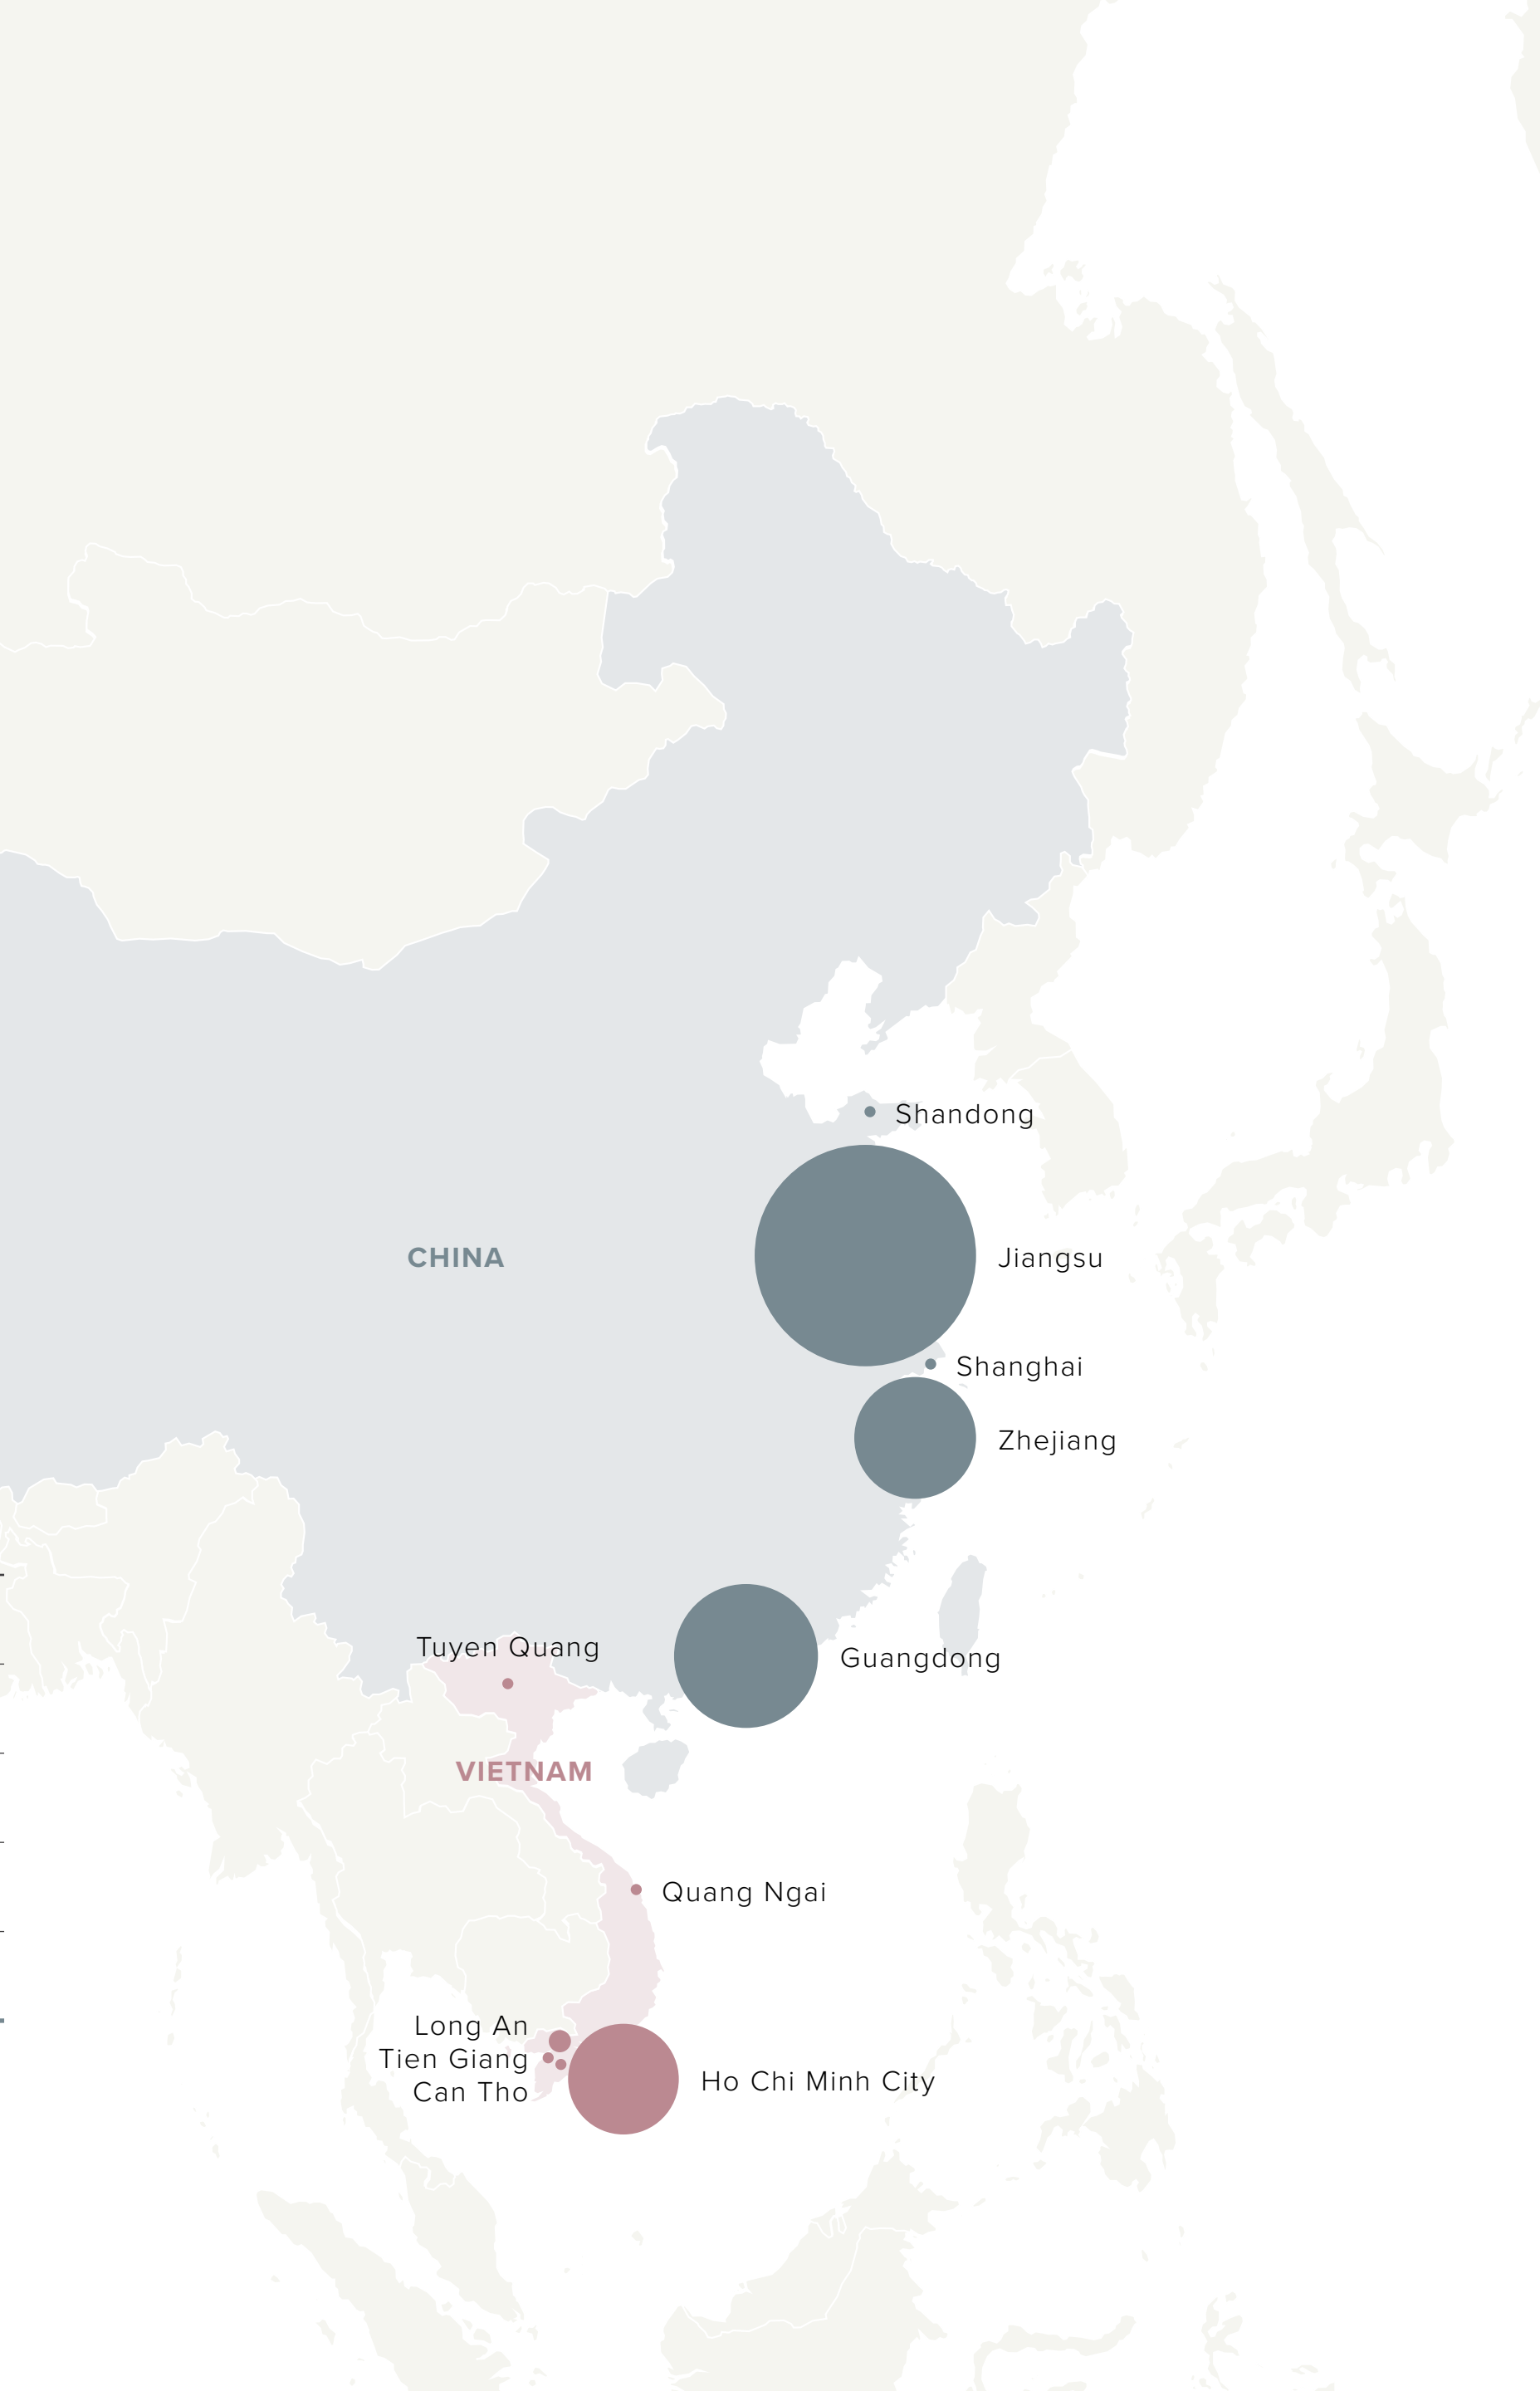 Shandong
CHINA
Jiangsu
Shanghai
Zhejiang
Tuyen Quang
Guangdong
VIETNAM
Quang Ngai
Long An
Tien Giang
Can Tho
Ho Chi Minh City